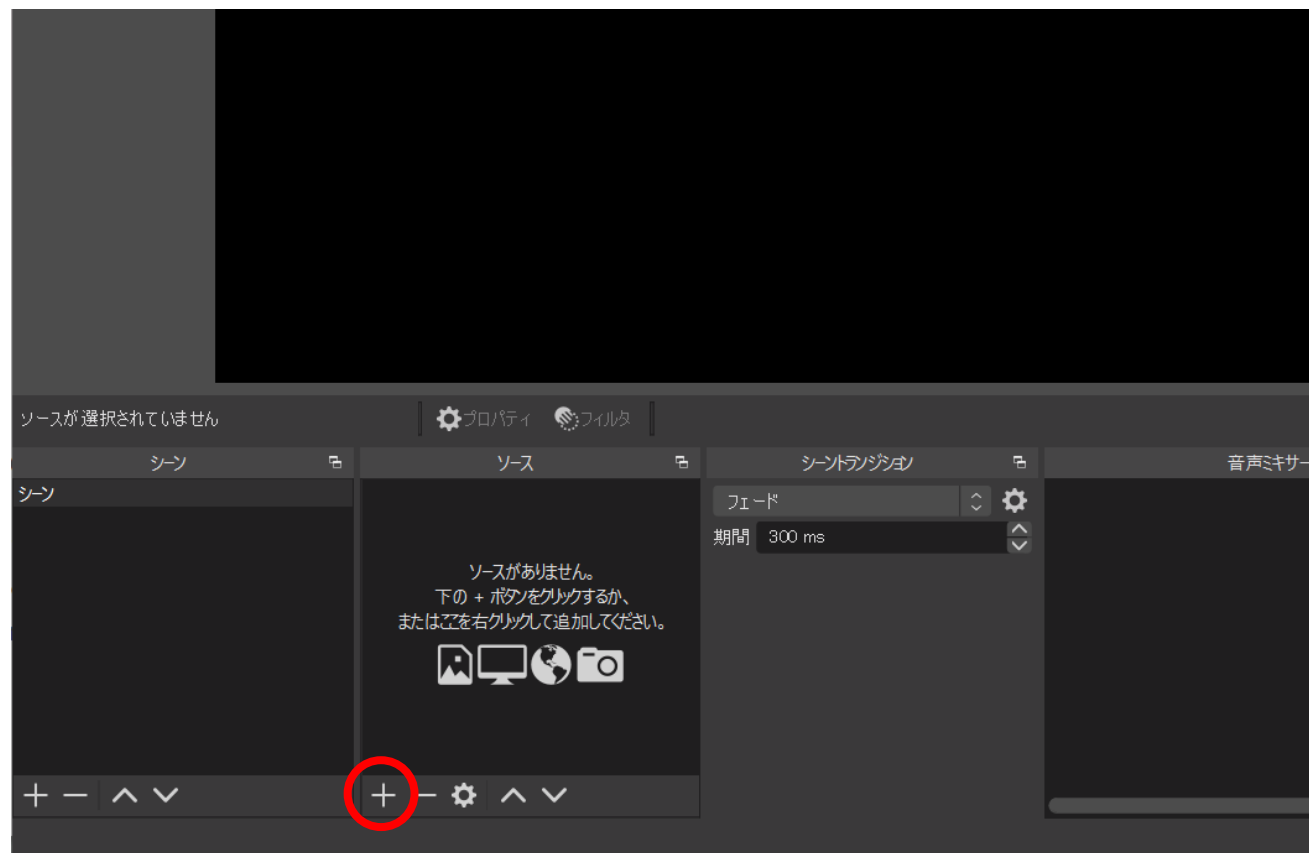 ソースが選択されていません
プロパティ
フィルタ
シーン
ソース
シーントランジション
音声ミキサー
シーン
フェード
期間 300 ms
ソースがありません。
下の + ボタンをクリックするか、
またはここを右クリックして追加してください。